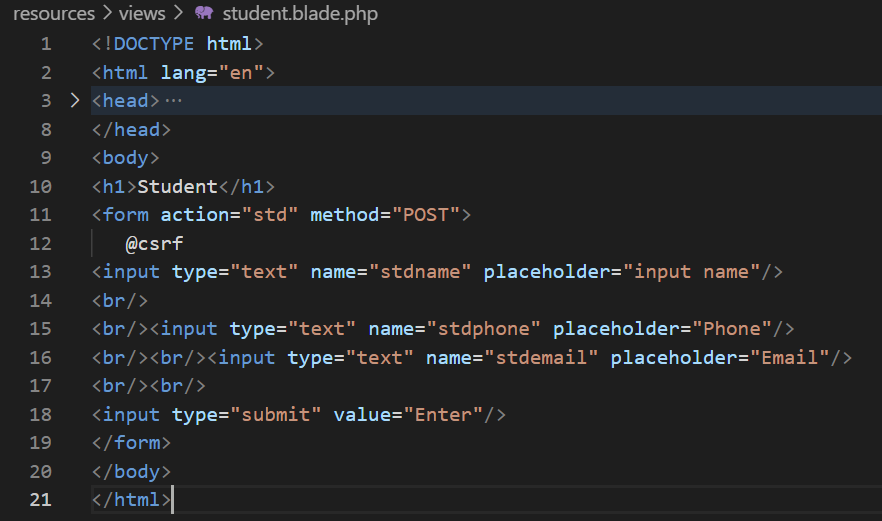 resources > views > student.blade.php
1 <!DOCTYPE html>
2 <html lang="en">
3 > <head> ···
8 </head>
9 <body>
10 <h1>Student</h1>
11 <form action="std" method="POST">
12 @csrf
13 <input type="text" name="stdname" placeholder="input name"/>
14 <br/>
15 <br/><input type="text" name="stdphone" placeholder="Phone"/>
16 <br/><br/><input type="text" name="stdemail" placeholder="Email"/>
17 <br/><br/>
18 <input type="submit" value="Enter"/>
19 </form>
20 </body>
21 </html>